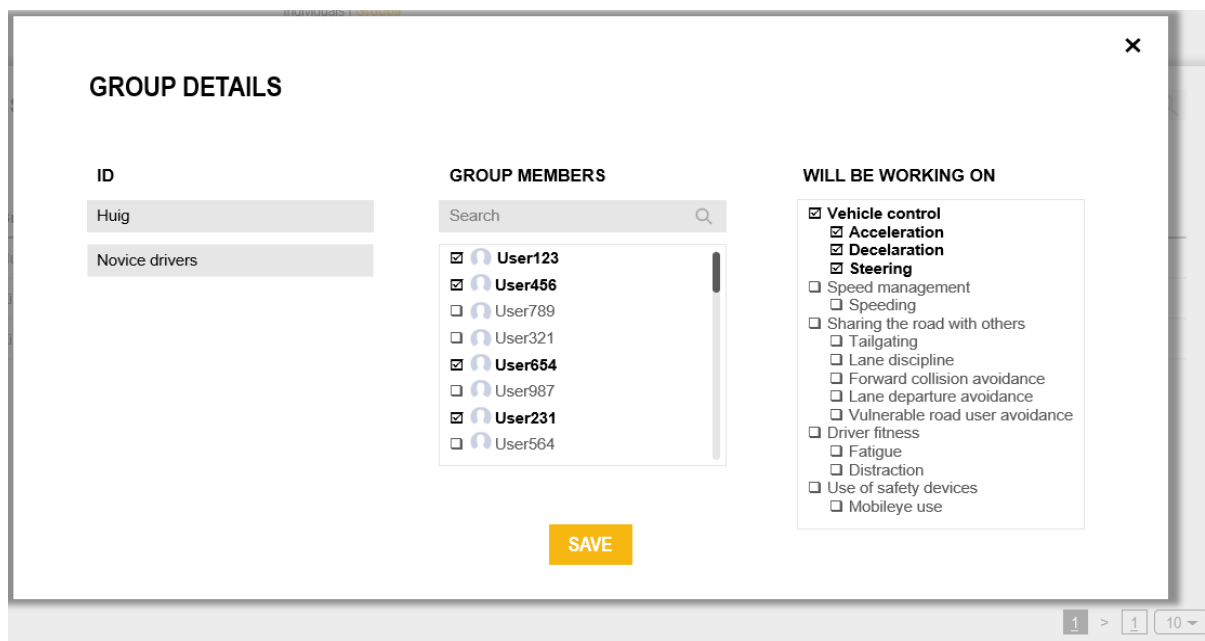 Individuals | Groups
GROUP DETAILS
ID
Huig
Novice drivers
GROUP MEMBERS
Search
User123
User456
User789
User321
User654
User987
User231
User564
WILL BE WORKING ON
Vehicle control
Acceleration
Decelaration
Steering
Speed management
Speeding
Sharing the road with others
Tailgating
Lane discipline
Forward collision avoidance
Lane departure avoidance
Vulnerable road user avoidance
Driver fitness
Fatigue
Distraction
Use of safety devices
Mobileye use
SAVE
1 > 1 10